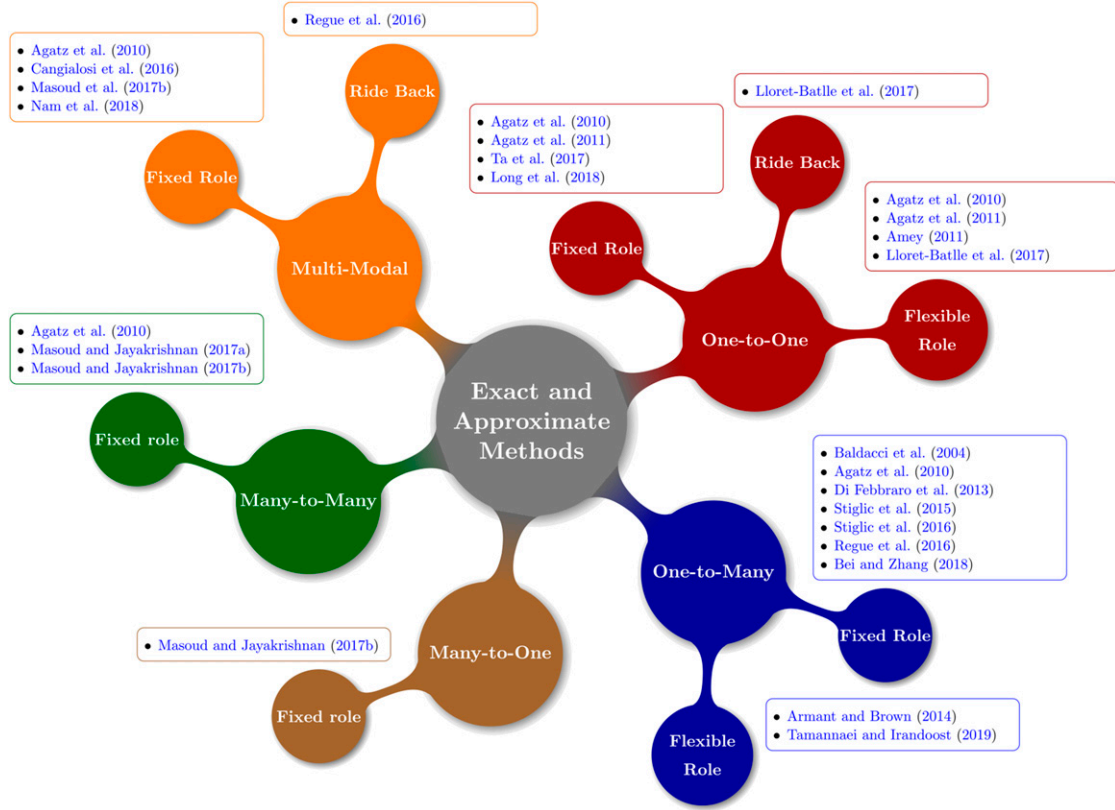 • Regue et al. (2016)
• Agatz et al. (2010)
• Cangialosi et al. (2016)
• Masoud et al. (2017b)
• Nam et al. (2018)
Ride Back
Fixed Role
Multi-Modal
• Lloret-Batlle et al. (2017)
• Agatz et al. (2010)
• Agatz et al. (2011)
• Ta et al. (2017)
• Long et al. (2018)
Ride Back
Fixed Role
• Agatz et al. (2010)
• Agatz et al. (2011)
• Amey (2011)
• Lloret-Batlle et al. (2017)
Flexible
Role
One-to-One
Exact and
Approximate
Methods
• Agatz et al. (2010)
• Masoud and Jayakrishnan (2017a)
• Masoud and Jayakrishnan (2017b)
Fixed role
Many-to-Many
• Baldacci et al. (2004)
• Agatz et al. (2010)
• Di Febbraro et al. (2013)
• Stiglic et al. (2015)
• Stiglic et al. (2016)
• Regue et al. (2016)
• Bei and Zhang (2018)
One-to-Many
Fixed Role
• Masoud and Jayakrishnan (2017b)
Many-to-One
Fixed role
• Armant and Brown (2014)
• Tamannaei and Irandoost (2019)
Flexible
Role